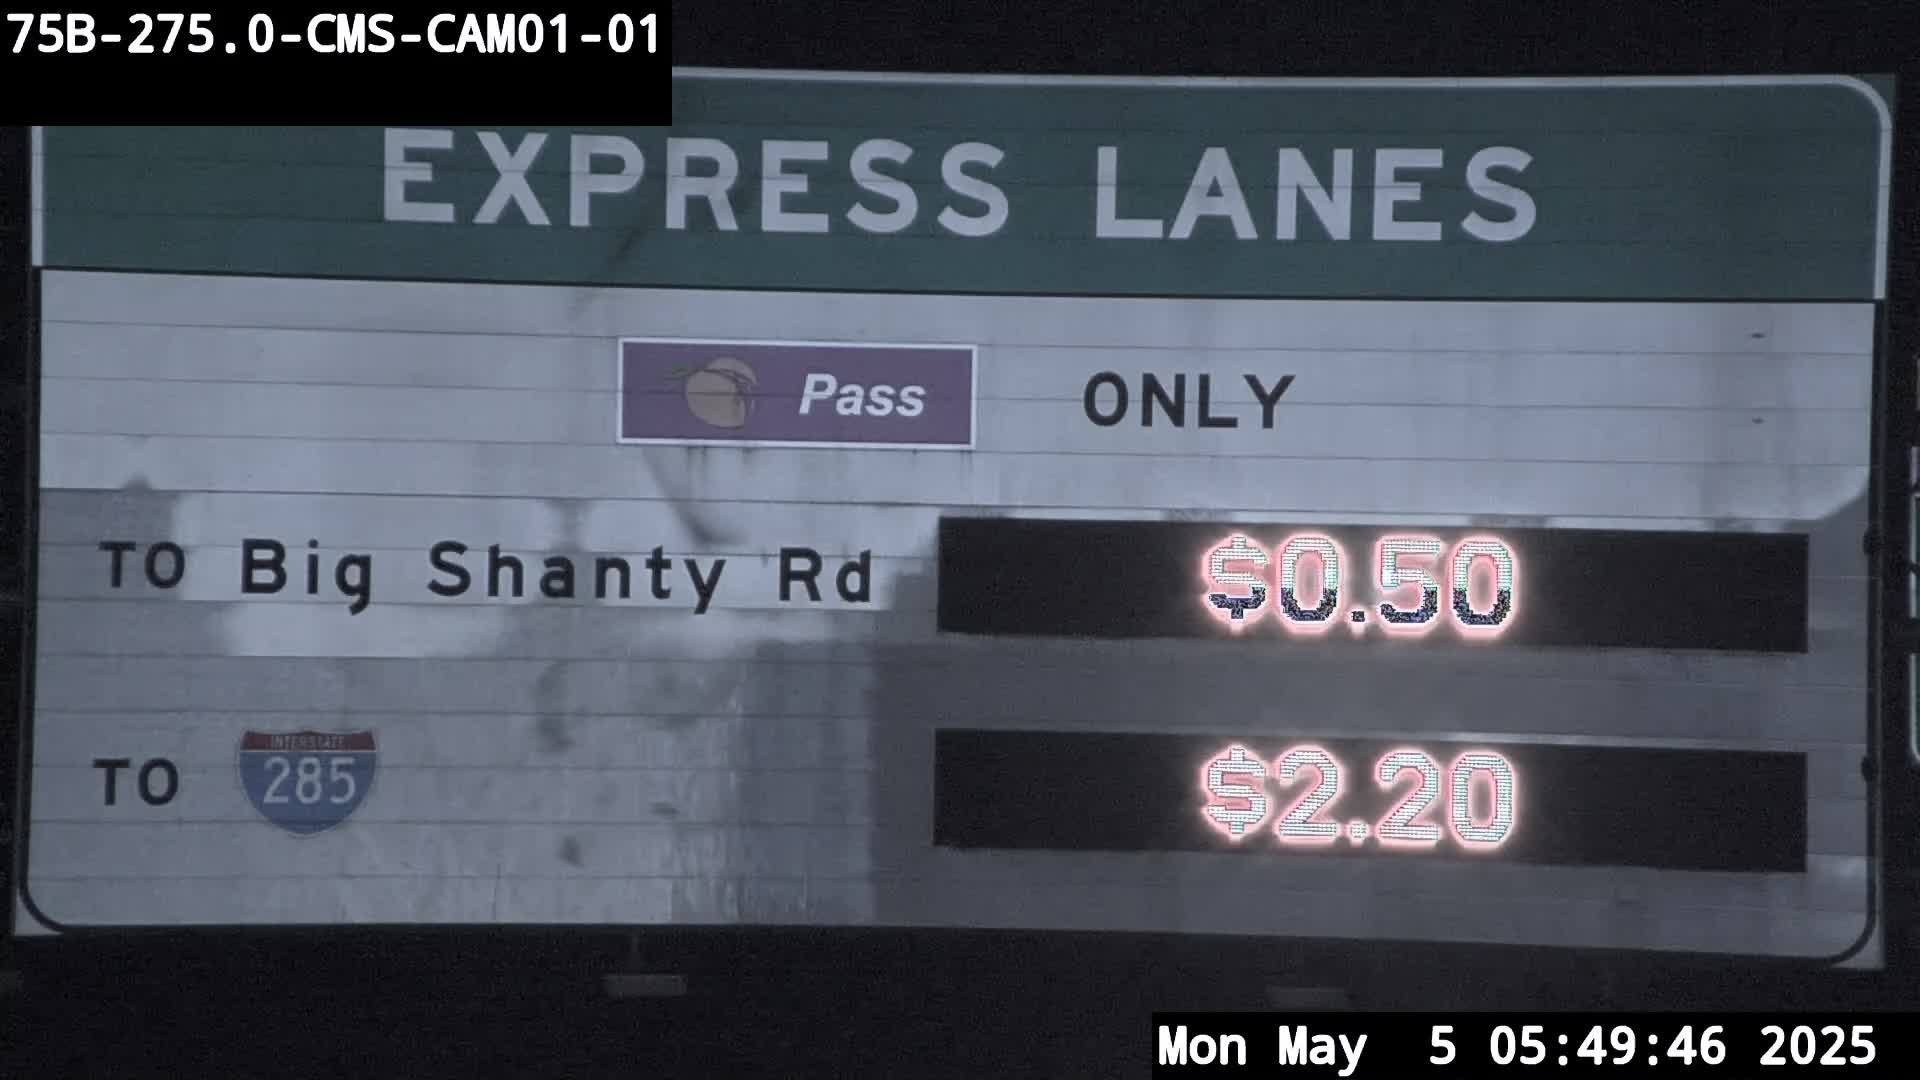 75B-275.0-CMS-CAM01-01
EXPRESS LANES
Pass ONLY
TO Big Shanty Rd $0.50
INTERSTATE
TO 285 $2.20
Mon May 5 05:49:46 2025